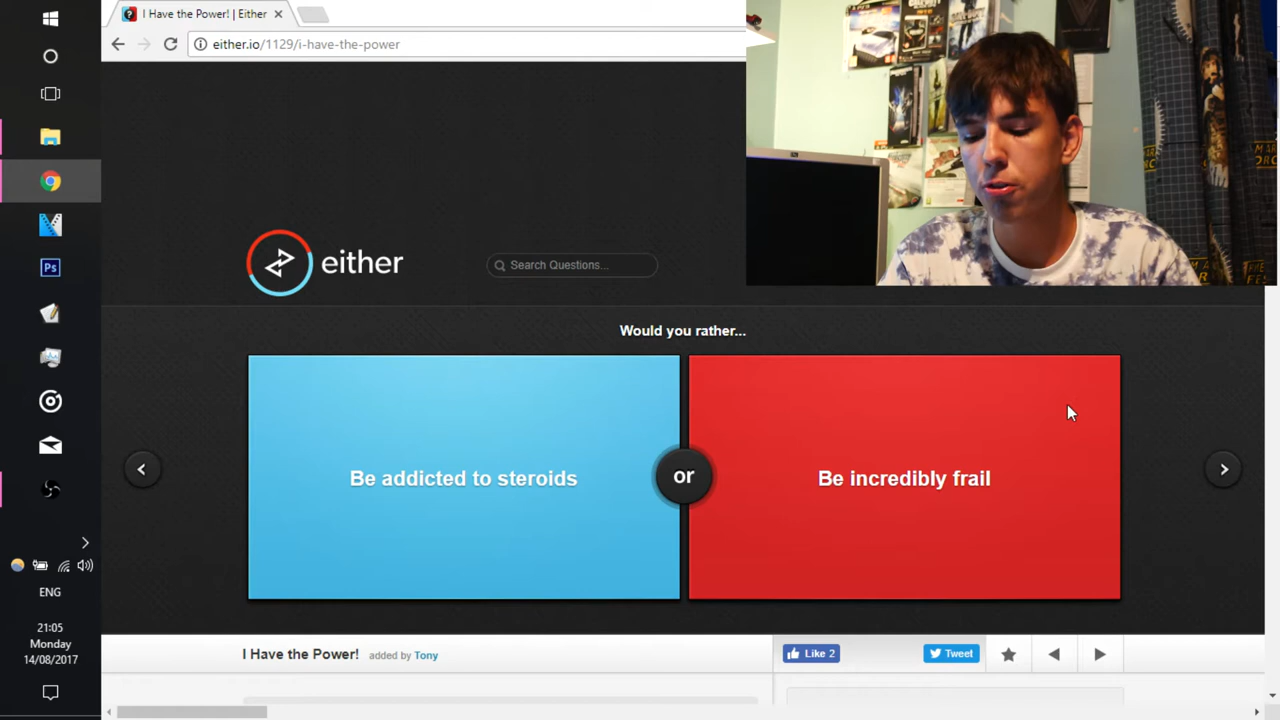 I Have the Power! | Either
either.io/1129/i-have-the-power
either
Search Questions...
Would you rather...
Be addicted to steroids
or
Be incredibly frail
I Have the Power! added by Tony
Like 2
Tweet
Ps
ENG
21:05
Monday
14/08/2017